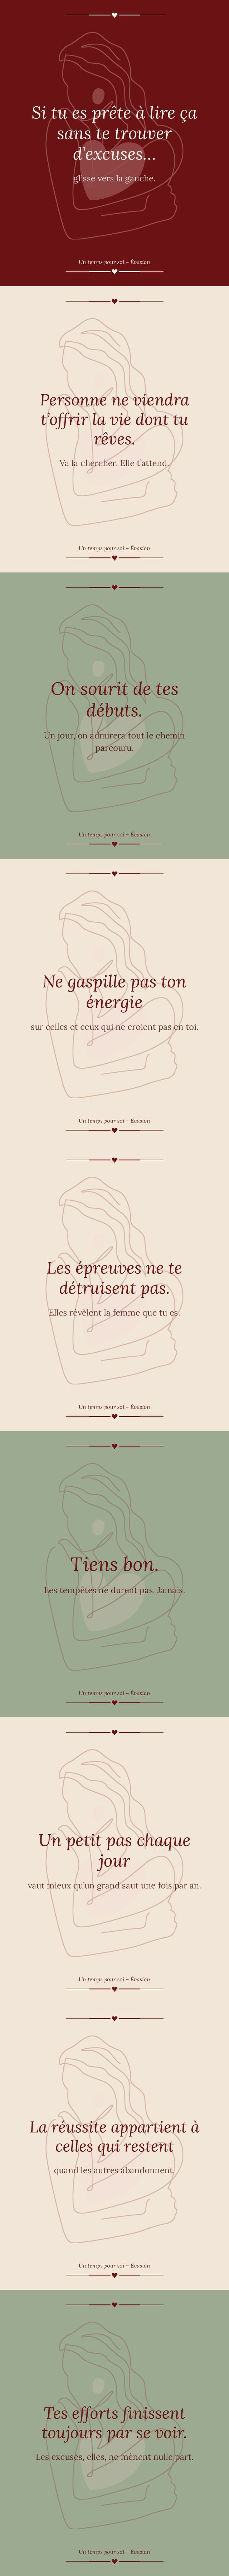 Si tu es prête à lire ça
sans te trouver
d’excuses…
glisse vers la gauche.
Un temps pour soi – Évasion
Personne ne viendra
t’offrir la vie dont tu
rêves.
Va la chercher. Elle t’attend.
Un temps pour soi – Évasion
On sourit de tes
débuts.
Un jour, on admirera tout le chemin
parcouru.
Un temps pour soi – Évasion
Ne gaspille pas ton
énergie
sur celles et ceux qui ne croient pas en toi.
Un temps pour soi – Évasion
Les épreuves ne te
détruisent pas.
Elles révèlent la femme que tu es.
Un temps pour soi – Évasion
Tiens bon.
Les tempêtes ne durent pas. Jamais.
Un temps pour soi – Évasion
Un petit pas chaque
jour
vaut mieux qu’un grand saut une fois par an.
Un temps pour soi – Évasion
La réussite appartient à
celles qui restent
quand les autres abandonnent.
Un temps pour soi – Évasion
Tes efforts finissent
toujours par se voir.
Les excuses, elles, ne mènent nulle part.
Un temps pour soi – Évasion